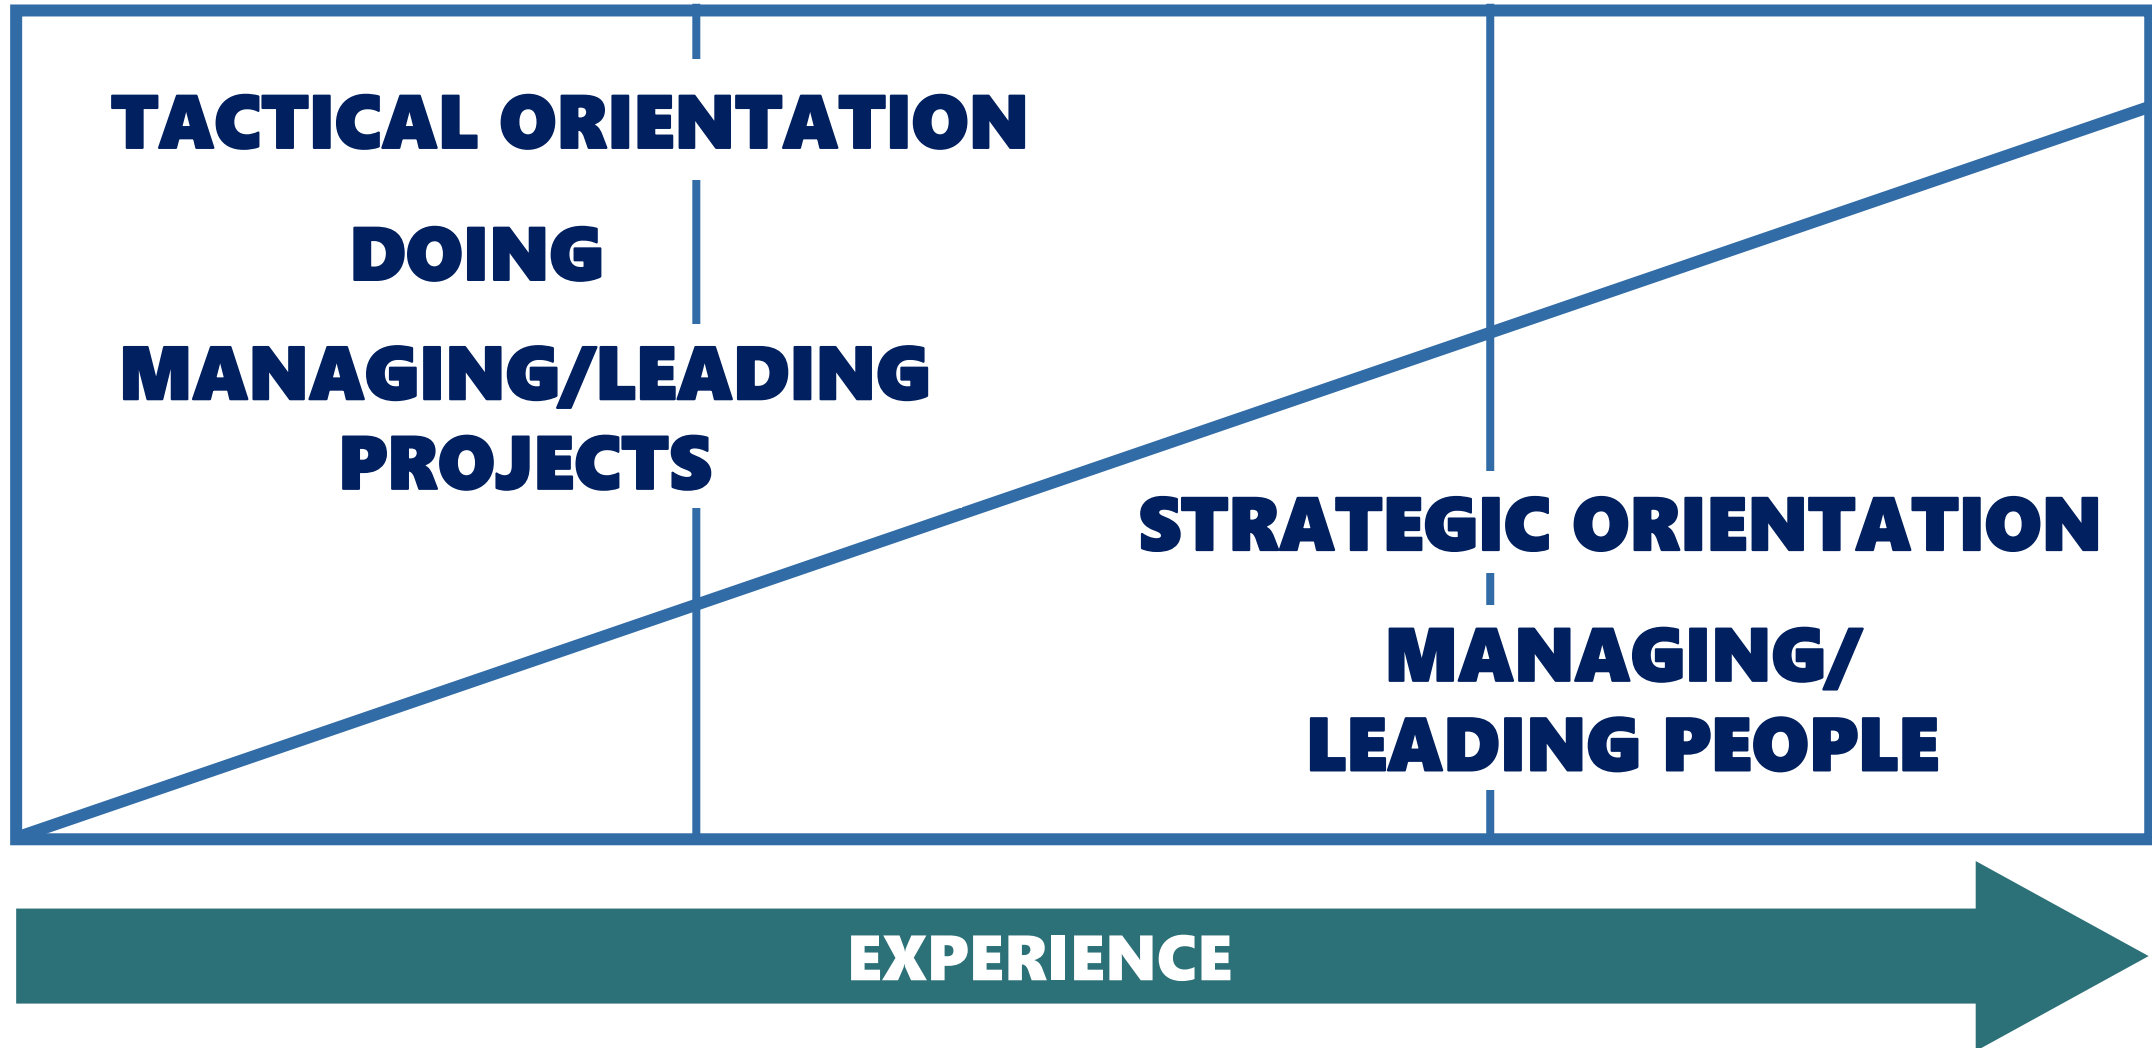 TACTICAL ORIENTATION
DOING
MANAGING/LEADING
PROJECTS
STRATEGIC ORIENTATION
MANAGING/
LEADING PEOPLE
EXPERIENCE